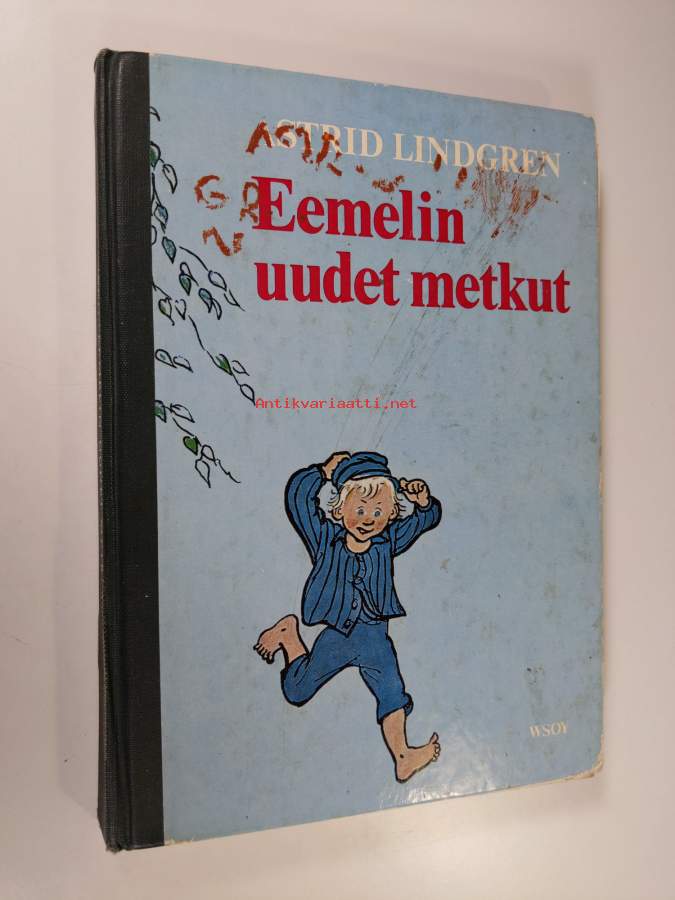 ASTRID LINDGREN
Eemelin
uudet metkut
Antikvariaatti.net
WSOY